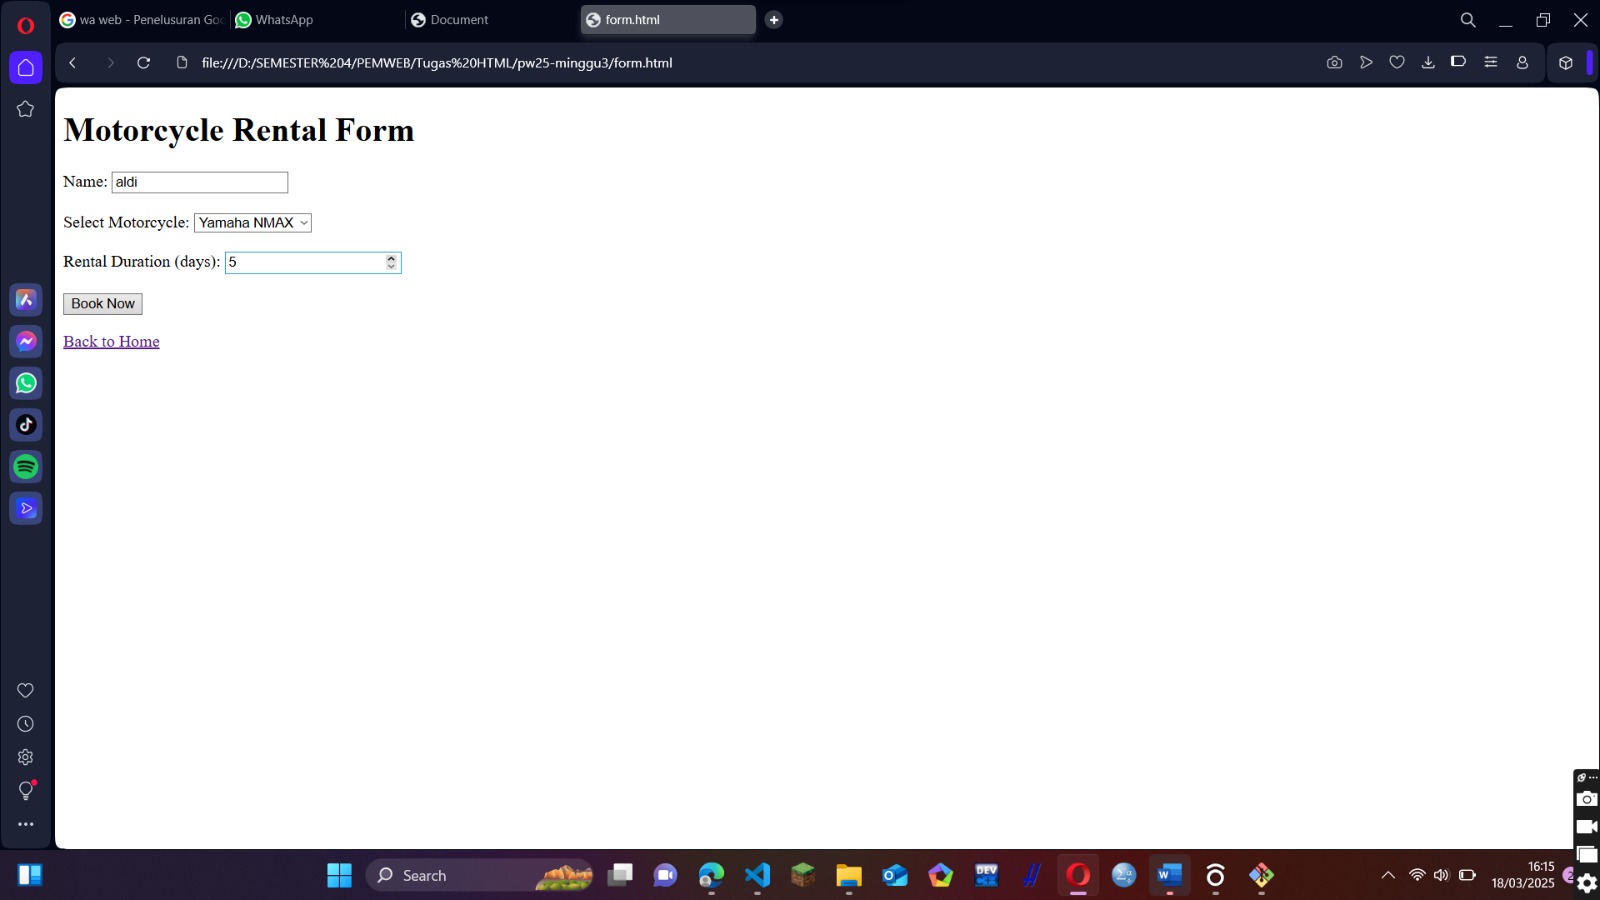 wa web - Penelusuran Goo
WhatsApp
Document
form.html
file:///D:/SEMESTER%204/PEMWEB/Tugas%20HTML/pw25-minggu3/form.html
Motorcycle Rental Form
Name: aldi
Select Motorcycle: Yamaha NMAX
Rental Duration (days): 5
Book Now
Back to Home
Search
DEV
16:15
18/03/2025
2